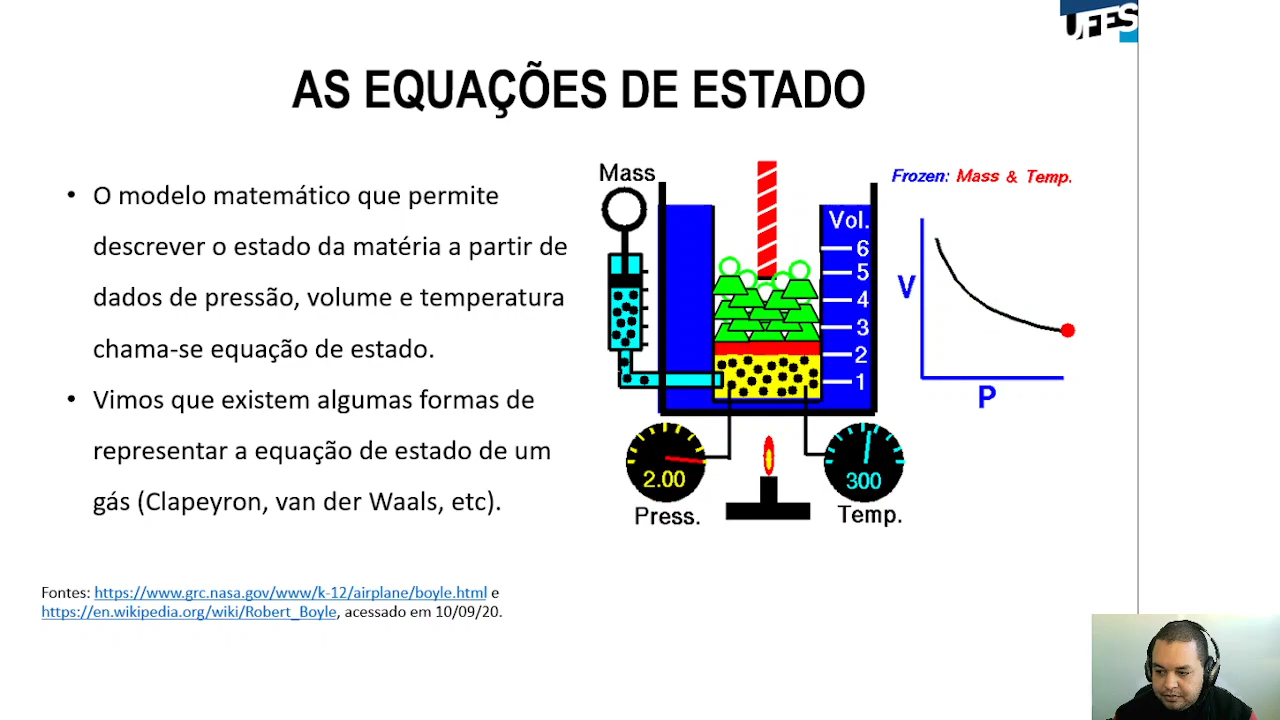 UFES
AS EQUAÇÕES DE ESTADO
• O modelo matemático que permite
descrever o estado da matéria a partir de
dados de pressão, volume e temperatura
chama-se equação de estado.
• Vimos que existem algumas formas de
representar a equação de estado de um
gás (Clapeyron, van der Waals, etc).
Mass
Vol.
6
5
4
3
2
1
2.00
Press.
300
Temp.
Frozen: Mass & Temp.
V
P
Fontes: https://www.grc.nasa.gov/www/k-12/airplane/boyle.html e
https://en.wikipedia.org/wiki/Robert_Boyle, acessado em 10/09/20.